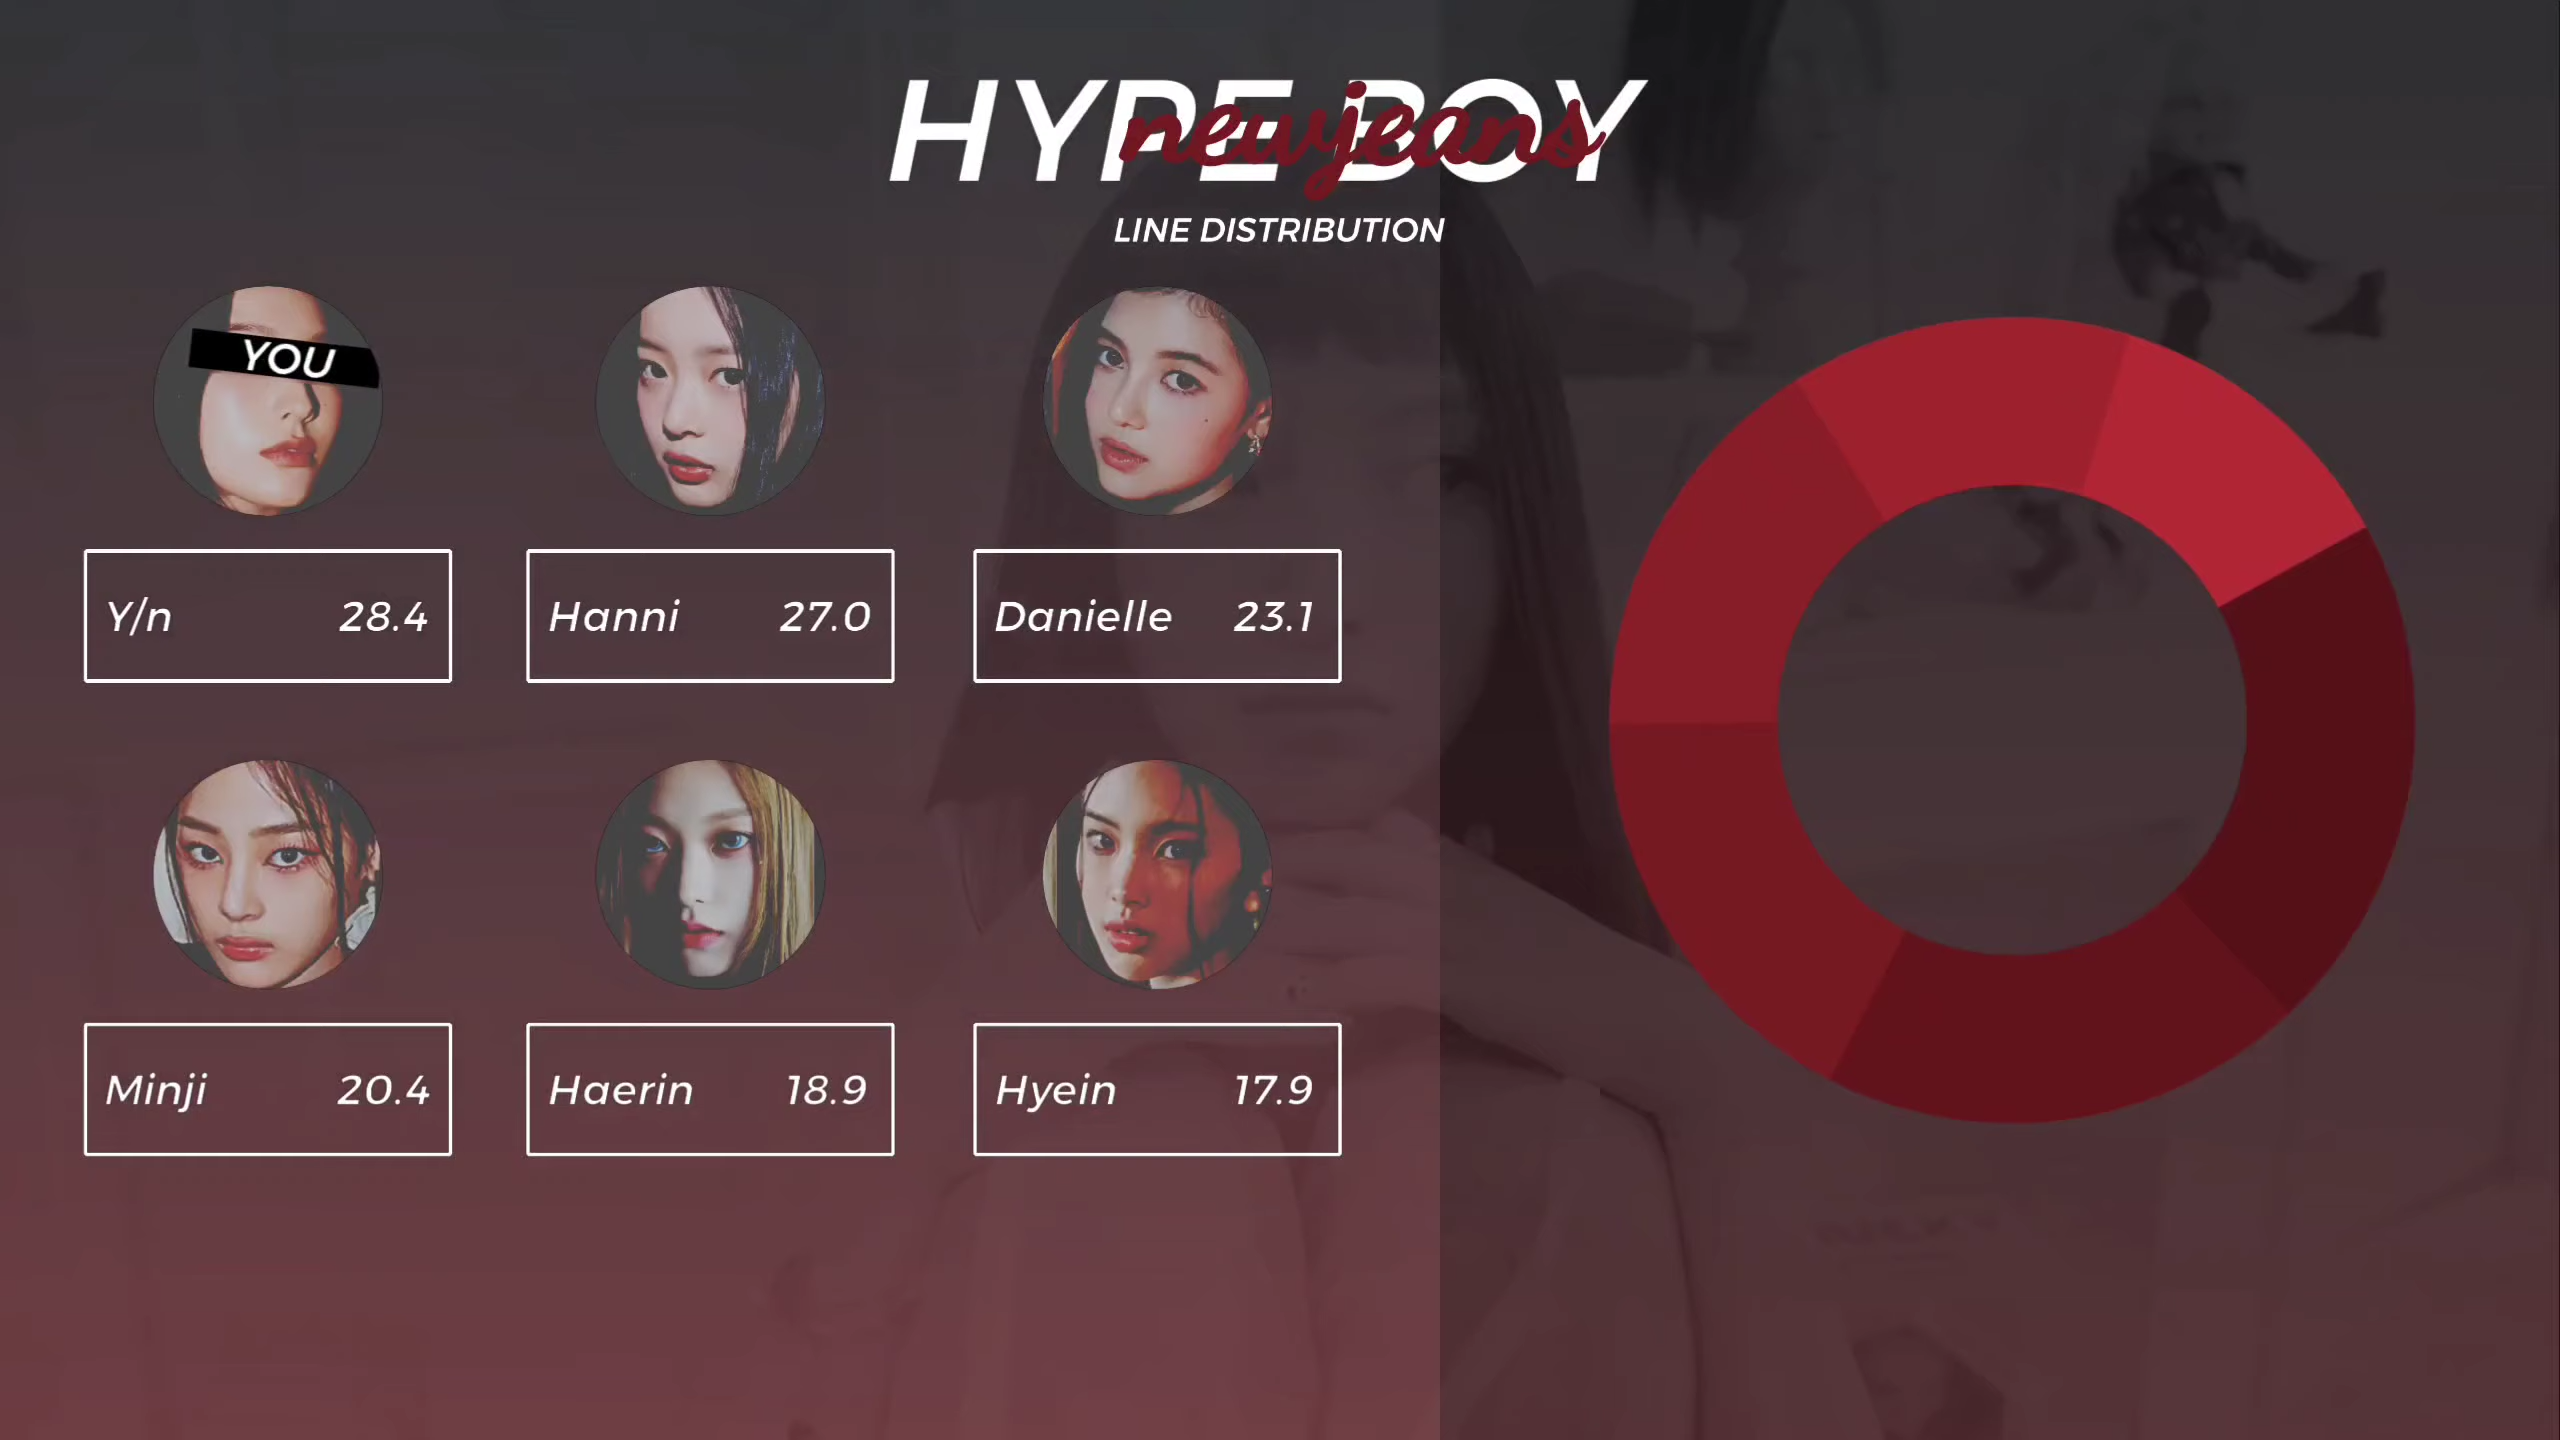 HYPE BOY
newjeans
LINE DISTRIBUTION
YOU
Y/n 28.4
Hanni 27.0
Danielle 23.1
Minji 20.4
Haerin 18.9
Hyein 17.9